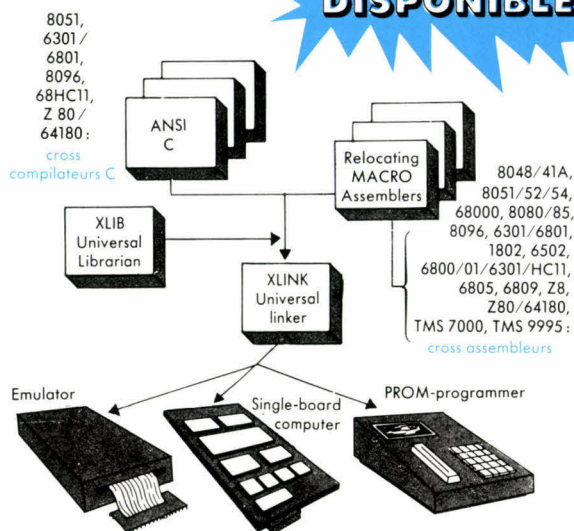 DISPONIBLE
8051,
6301/
6801,
8096,
68HC11,
Z 80 /
64180 :
cross
compilateurs C
ANSI
C
Relocating
MACRO
Assemblers
8048/41A,
8051/52/54,
68000, 8080/85,
8096, 6301/6801,
1802, 6502,
6800/01/6301/HC11,
6805, 6809, Z8,
Z80/64180,
TMS 7000, TMS 9995 :
cross assembleurs
XLIB
Universal
Librarian
XLINK
Universal
linker
Emulator
Single-board
computer
PROM-programmer